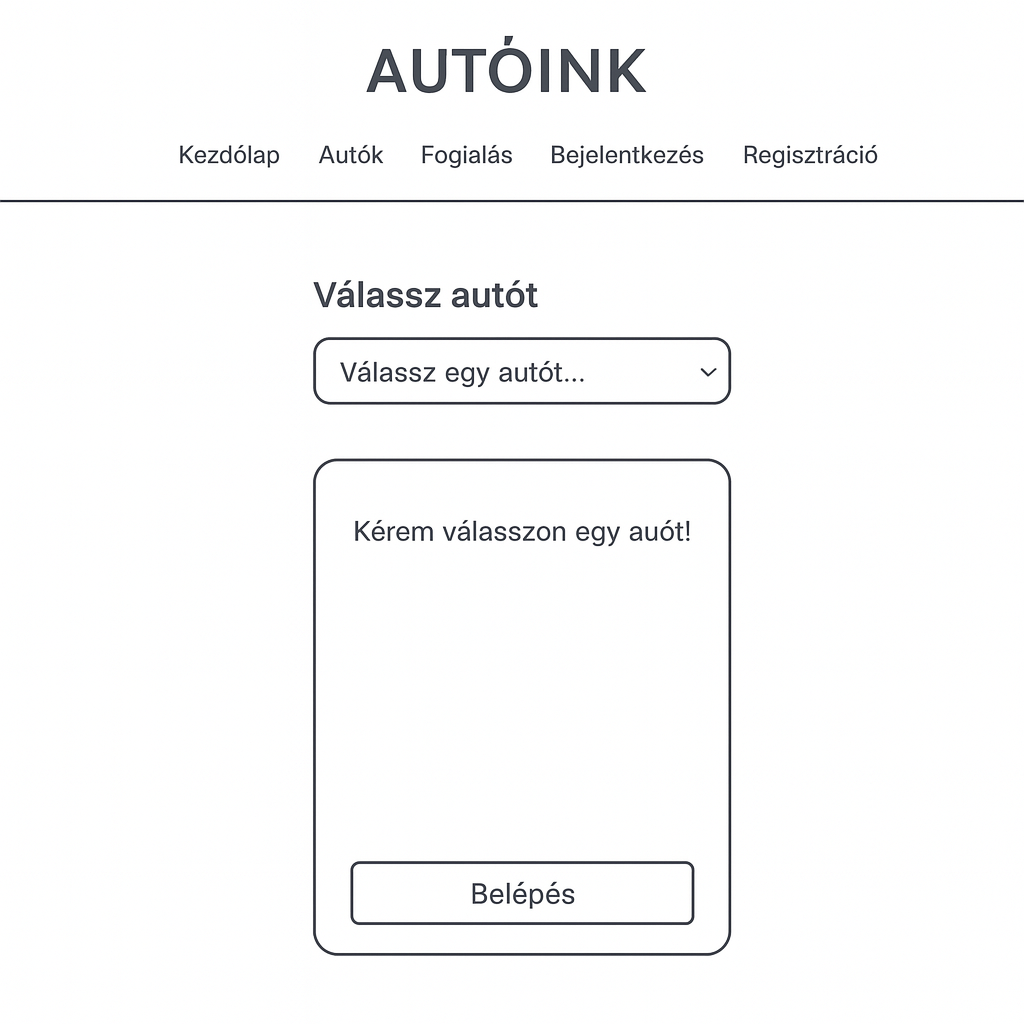 AUTÓINK
Kezdólap Autók Fogialás Bejelentkezés Regisztráció
Válassz autót
Válassz egy autót...
Kérem válasszon egy auót!
Belépés